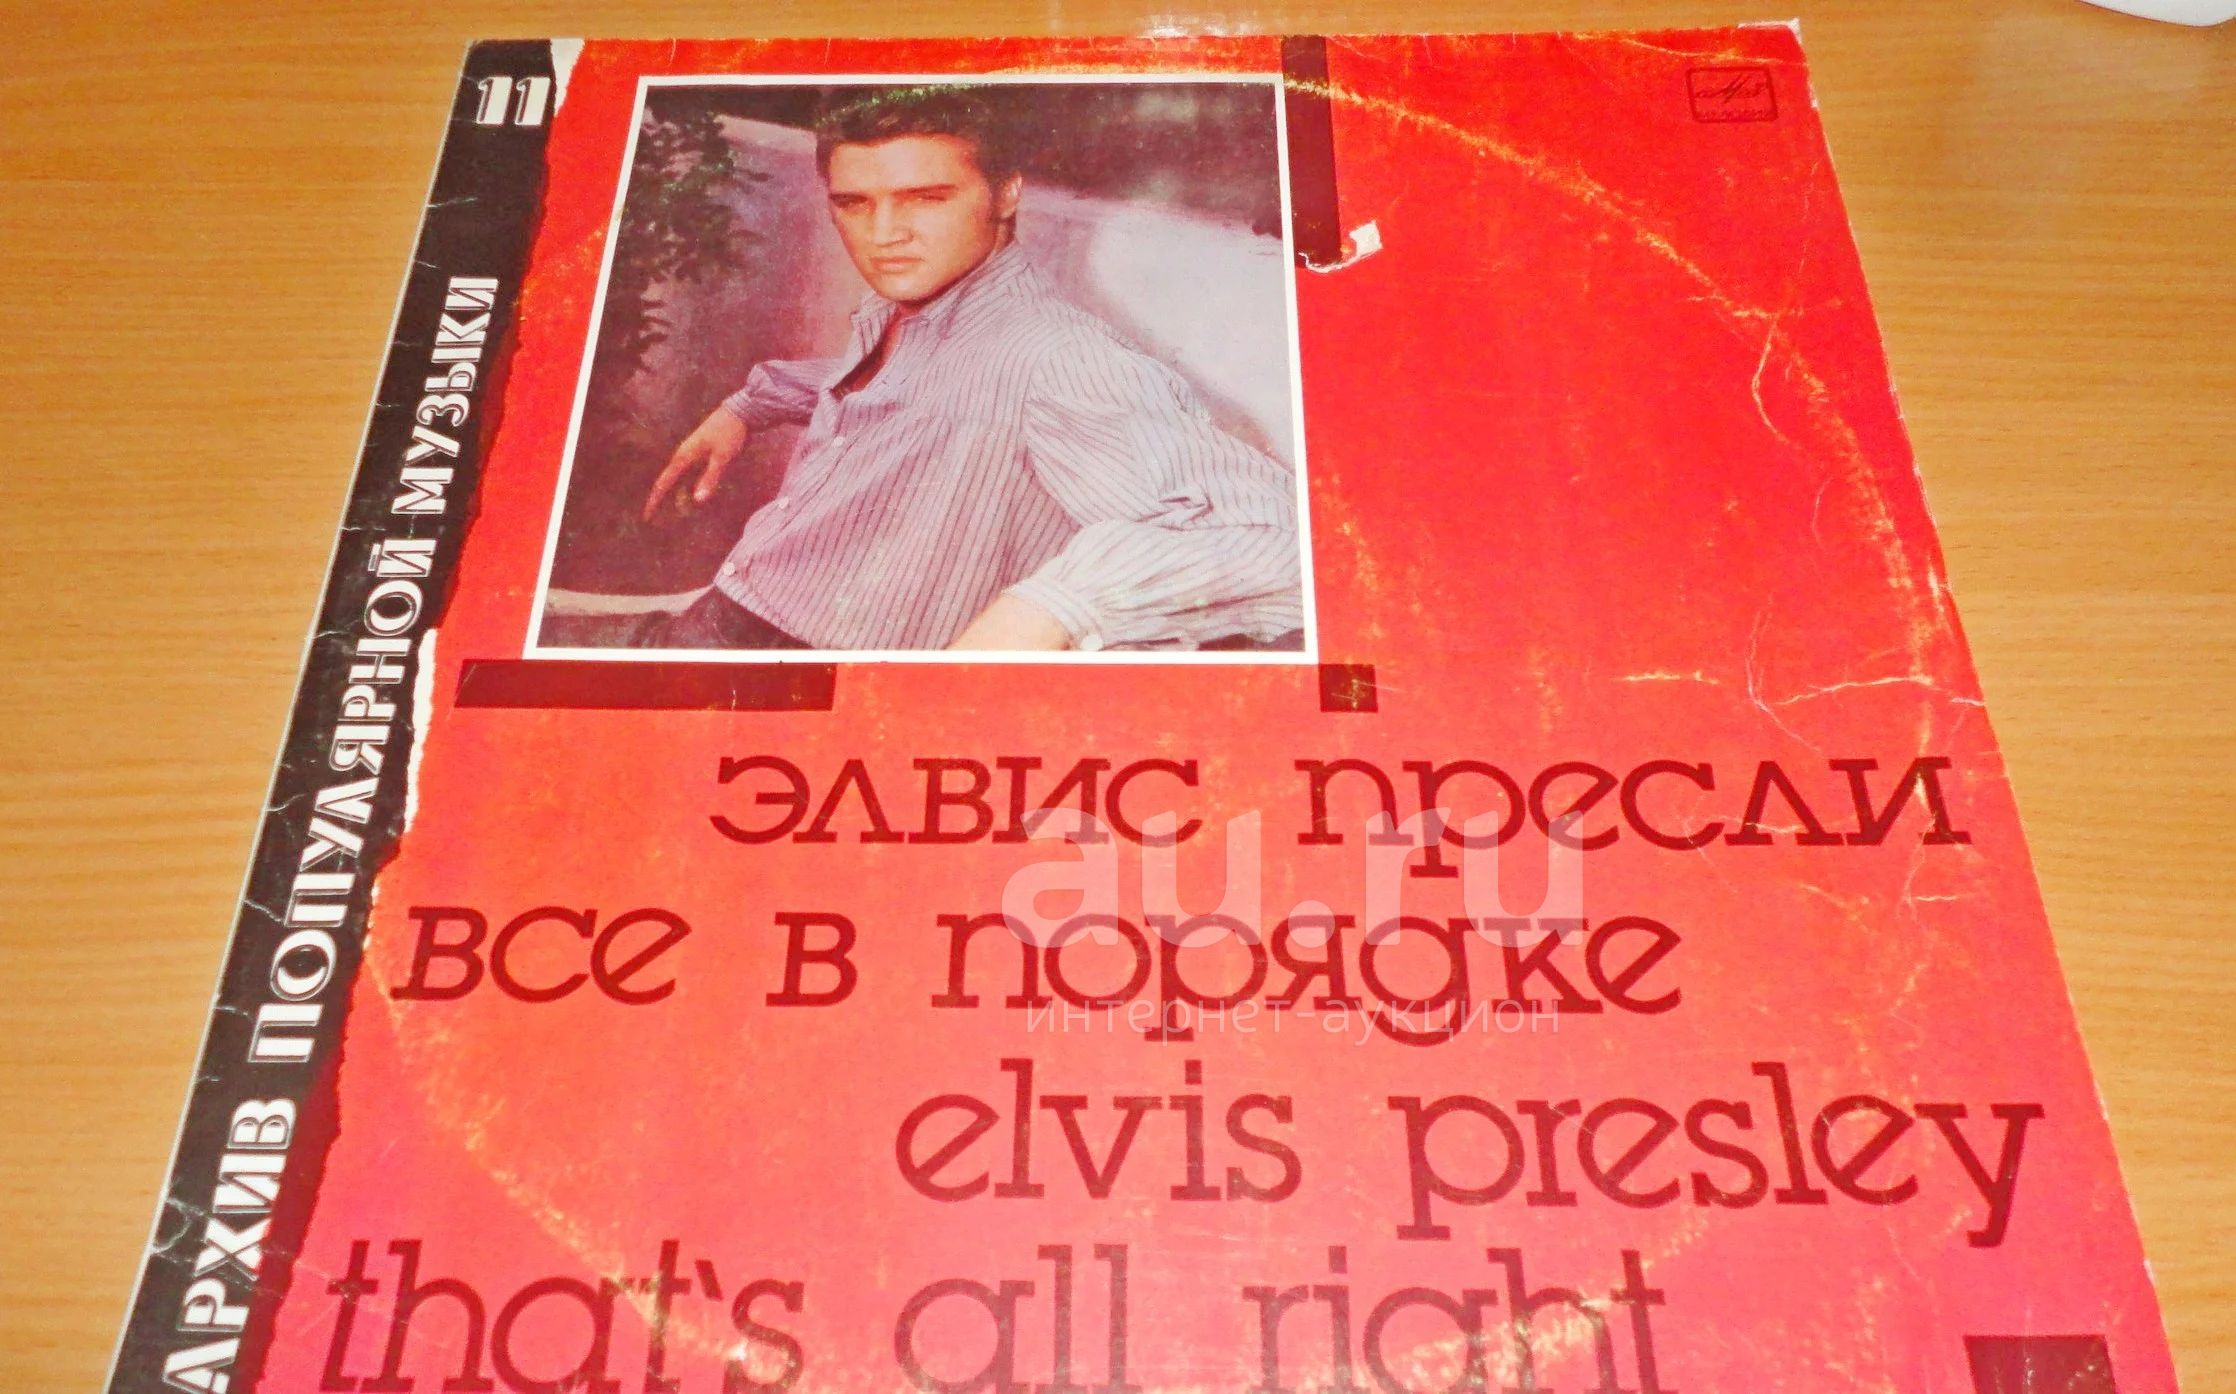 11
АРХИВ ПОПУЛЯРНОЙ МУЗЫКИ
элвис пресли
все в порядке
elvis presley
that's all right
au.ru
интернет-аукцион